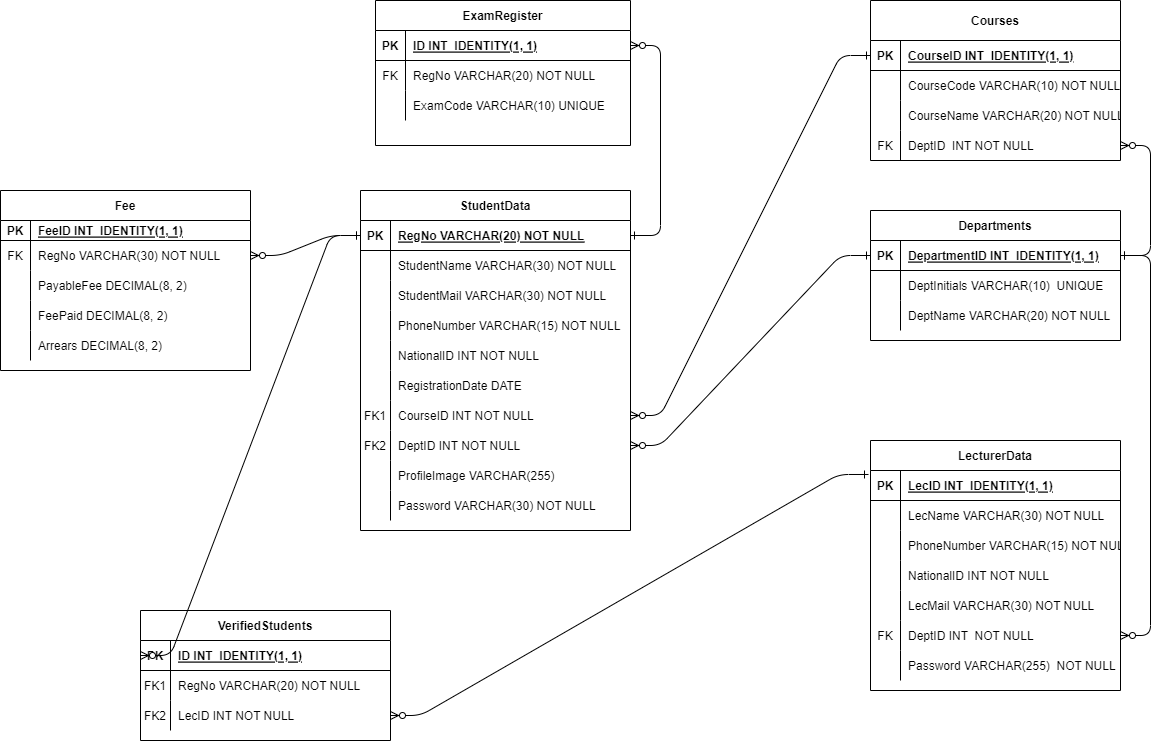 ExamRegister
PK ID INT IDENTITY(1, 1)
FK RegNo VARCHAR(20) NOT NULL
ExamCode VARCHAR(10) UNIQUE
Courses
PK CourseID INT IDENTITY(1, 1)
CourseCode VARCHAR(10) NOT NULL
CourseName VARCHAR(20) NOT NULL
FK DeptID INT NOT NULL
Fee
PK FeeID INT IDENTITY(1, 1)
FK RegNo VARCHAR(30) NOT NULL
PayableFee DECIMAL(8, 2)
FeePaid DECIMAL(8, 2)
Arrears DECIMAL(8, 2)
StudentData
PK RegNo VARCHAR(20) NOT NULL
StudentName VARCHAR(30) NOT NULL
StudentMail VARCHAR(30) NOT NULL
PhoneNumber VARCHAR(15) NOT NULL
NationalID INT NOT NULL
RegistrationDate DATE
FK1 CourseID INT NOT NULL
FK2 DeptID INT NOT NULL
ProfileImage VARCHAR(255)
Password VARCHAR(30) NOT NULL
Departments
PK DepartmentID INT IDENTITY(1, 1)
DeptInitials VARCHAR(10) UNIQUE
DeptName VARCHAR(20) NOT NULL
LecturerData
PK LecID INT IDENTITY(1, 1)
LecName VARCHAR(30) NOT NULL
PhoneNumber VARCHAR(15) NOT NUL
NationalID INT NOT NULL
LecMail VARCHAR(30) NOT NULL
FK DeptID INT NOT NULL
Password VARCHAR(255) NOT NULL
VerifiedStudents
PK ID INT IDENTITY(1, 1)
FK1 RegNo VARCHAR(20) NOT NULL
FK2 LecID INT NOT NULL